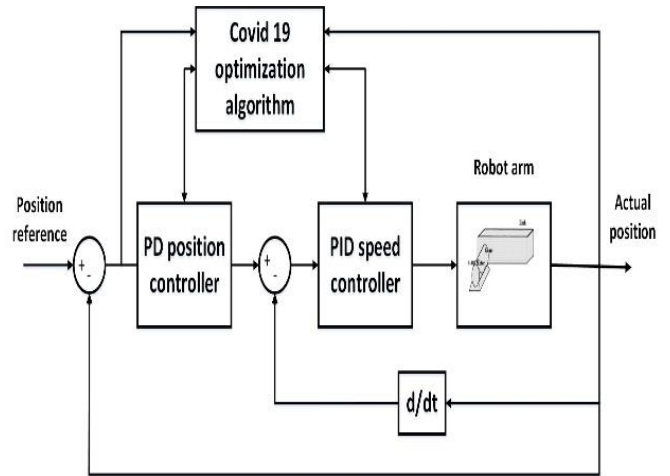 Covid 19
optimization
algorithm
Robot arm
Position
reference
Actual
position
+
-
PD position
controller
+
-
PID speed
controller
d/dt